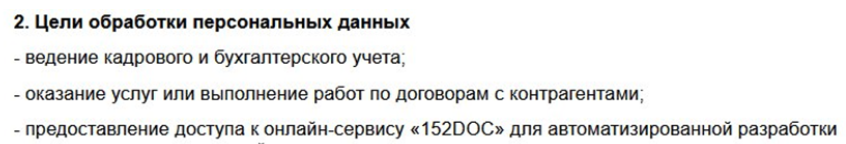 2. Цели обработки персональных данных
- ведение кадрового и бухгалтерского учета;
- оказание услуг или выполнение работ по договорам с контрагентами;
- предоставление доступа к онлайн-сервису «152DOC» для автоматизированной разработки